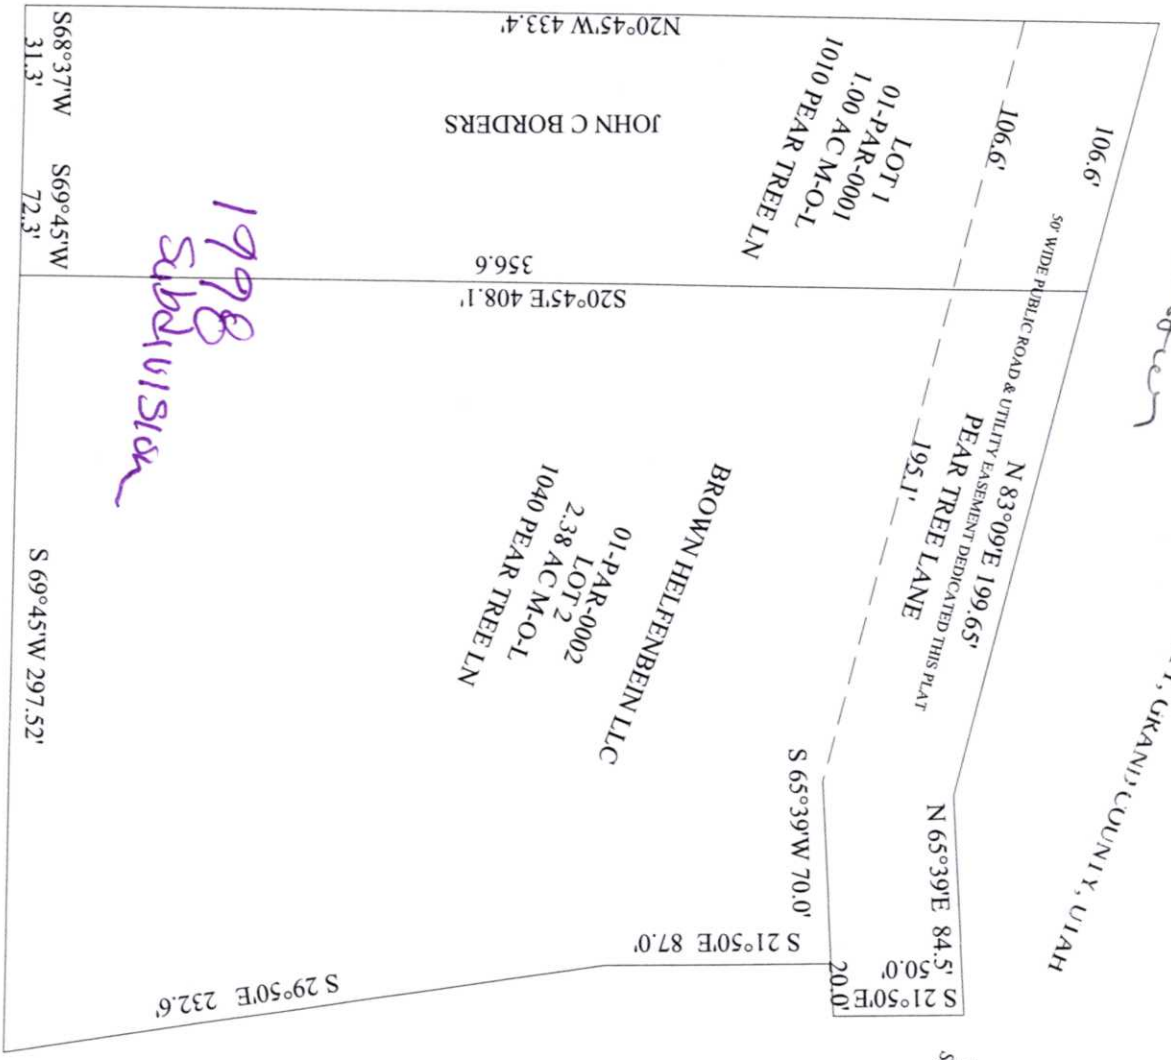 N20°45'W 433.4'
S68°37'W
31.3'
S69°45'W
72.3'
JOHN C BORDERS
LOT 1
01-PAR-0001
1.00 AC M-O-L
1010 PEAR TREE LN
106.6'
106.6'
50' WIDE PUBLIC ROAD & UTILITY EASEMENT DEDICATED THIS PLAT
N 83°09'E 199.65'
PEAR TREE LANE
195.1'
356.6
S20°45'E 408.1'
1998
Subdivision
BROWN HELFENBEIN LLC
01-PAR-0002
LOT 2
2.38 AC M-O-L
1040 PEAR TREE LN
S 69°45'W 297.52'
S 65°39'W 70.0'
N 65°39'E 84.5'
S 21°50'E
50.0'
20.0'
S 21°50'E 87.0'
S 29°50'E 232.6'
, GRAND COUNTY, UTAH